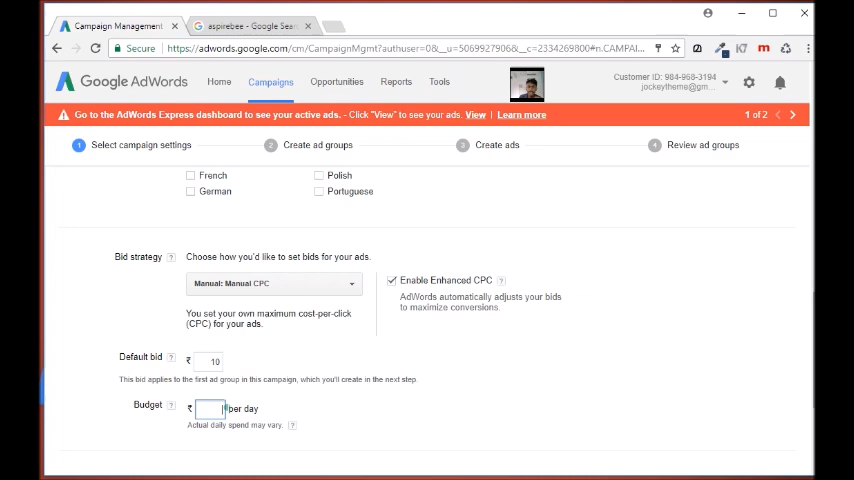 Campaign Management
aspirebee - Google Sear
Secure
https://adwords.google.com/cm/CampaignMgmt?authuser=0&__u=5069927906&__c=2334269800#n.CAMPAI...
Google AdWords
Home
Campaigns
Opportunities
Reports
Tools
Customer ID: 984-968-3194
jockeytheme@gm...
Go to the AdWords Express dashboard to see your active ads. - Click "View" to see your ads. View | Learn more
1 of 2
1 Select campaign settings
2 Create ad groups
3 Create ads
4 Review ad groups
French
Polish
German
Portuguese
Bid strategy ?
Choose how you'd like to set bids for your ads.
Manual: Manual CPC
Enable Enhanced CPC ?
AdWords automatically adjusts your bids
to maximize conversions.
You set your own maximum cost-per-click
(CPC) for your ads.
Default bid ?
₹ 10
This bid applies to the first ad group in this campaign, which you'll create in the next step.
Budget ?
₹ per day
Actual daily spend may vary. ?